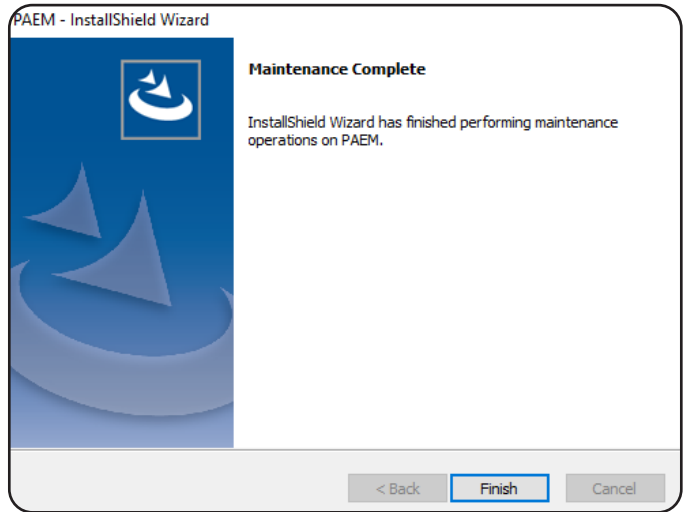 PAEM - InstallShield Wizard
Maintenance Complete
InstallShield Wizard has finished performing maintenance
operations on PAEM.
< Back
Finish
Cancel